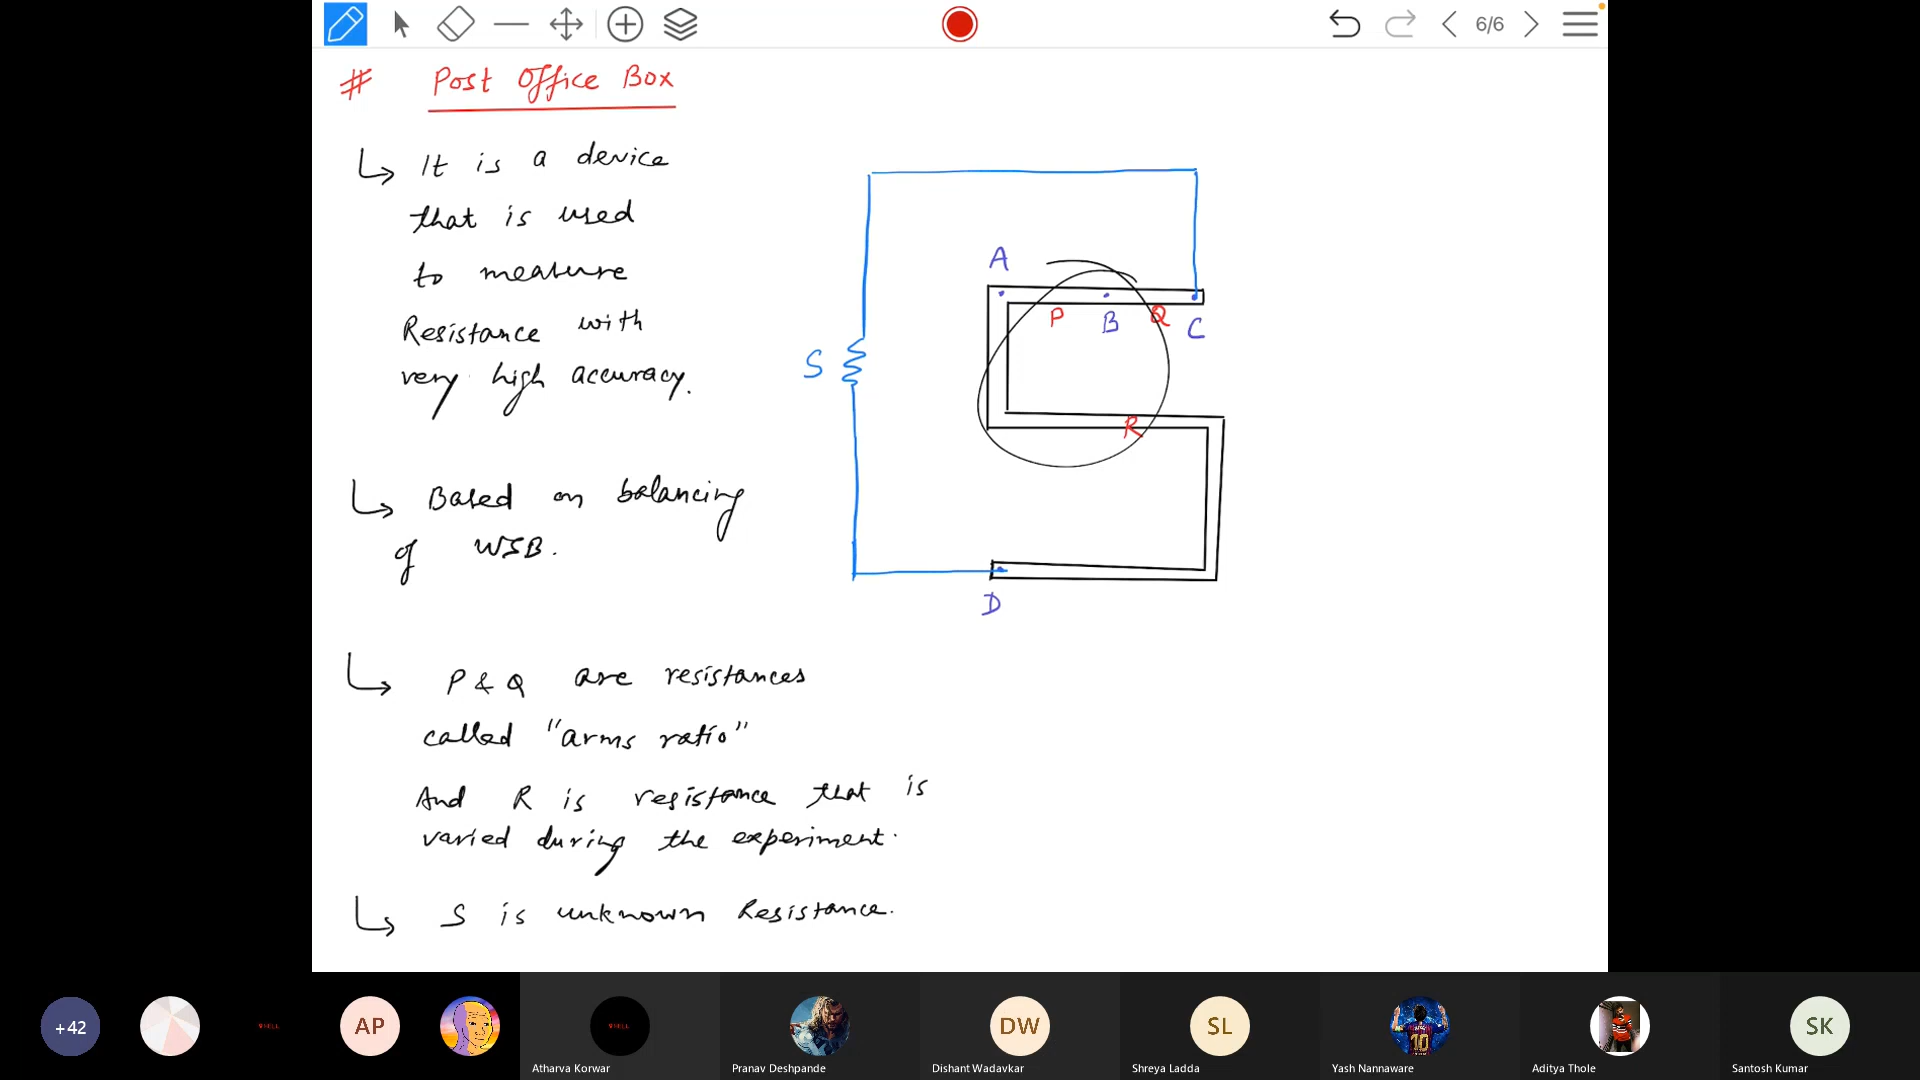 6/6
# Post Office Box
↳ It is a device
that is used
to measure
Resistance with
very high accuracy.
A
P B Q C
S
R
↳ Based on balancing
of WSB.
D
↳ P & Q are resistances
called "arms ratio"
And R is resistance that is
varied during the experiment.
↳ S is unknown Resistance.
+42
AP
DW
SL
10
SK
Atharva Korwar
Pranav Deshpande
Dishant Wadavkar
Shreya Ladda
Yash Nannaware
Aditya Thole
Santosh Kumar